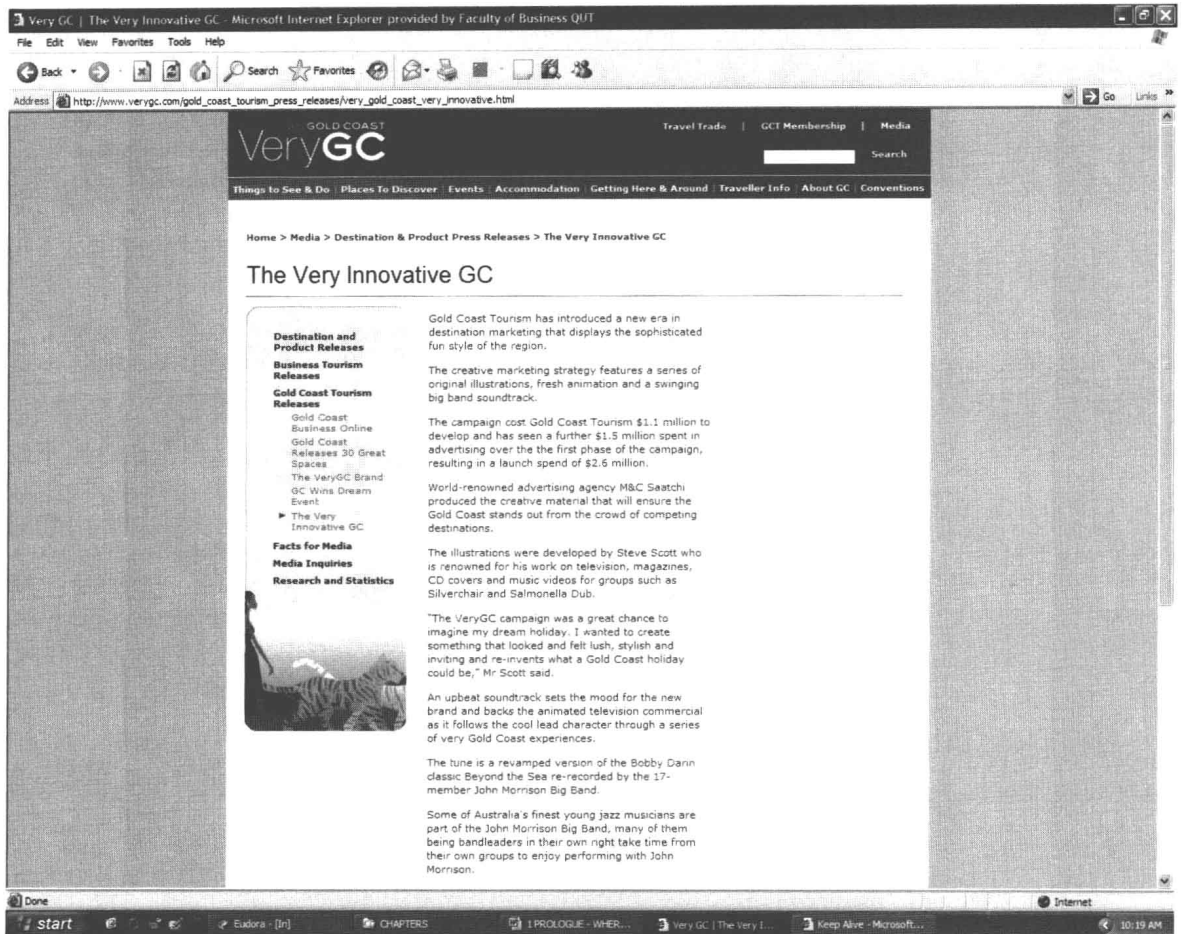 Very GC | The Very Innovative GC - Microsoft Internet Explorer provided by Faculty of Business QUT
File Edit View Favorites Tools Help
Back Search Favorites
Address http://www.verygc.com/gold_coast_tourism_press_releases/very_gold_coast_very_innovative.html Go Links
GOLD COAST
VeryGC
Travel Trade | GCT Membership | Media
Search
Things to See & Do | Places To Discover | Events | Accommodation | Getting Here & Around | Traveller Info | About GC | Conventions
Home > Media > Destination & Product Press Releases > The Very Innovative GC
The Very Innovative GC
Destination and
Product Releases
Business Tourism
Releases
Gold Coast Tourism
Releases
Gold Coast
Business Online
Gold Coast
Releases 30 Great
Spaces
The VeryGC Brand
GC Wins Dream
Event
The Very
Innovative GC
Facts for Media
Media Inquiries
Research and Statistics
Gold Coast Tourism has introduced a new era in
destination marketing that displays the sophisticated
fun style of the region.
The creative marketing strategy features a series of
original illustrations, fresh animation and a swinging
big band soundtrack.
The campaign cost Gold Coast Tourism $1.1 million to
develop and has seen a further $1.5 million spent in
advertising over the the first phase of the campaign,
resulting in a launch spend of $2.6 million.
World-renowned advertising agency M&C Saatchi
produced the creative material that will ensure the
Gold Coast stands out from the crowd of competing
destinations.
The illustrations were developed by Steve Scott who
is renowned for his work on television, magazines,
CD covers and music videos for groups such as
Silverchair and Salmonella Dub.
"The VeryGC campaign was a great chance to
imagine my dream holiday. I wanted to create
something that looked and felt lush, stylish and
inviting and re-invents what a Gold Coast holiday
could be," Mr Scott said.
An upbeat soundtrack sets the mood for the new
brand and backs the animated television commercial
as it follows the cool lead character through a series
of very Gold Coast experiences.
The tune is a revamped version of the Bobby Darin
classic Beyond the Sea re-recorded by the 17-
member John Morrison Big Band.
Some of Australia's finest young jazz musicians are
part of the John Morrison Big Band, many of them
being bandleaders in their own right take time from
their own groups to enjoy performing with John
Morrison.
Done Internet
start Eudora - [In] CHAPTERS 1 PROLOGUE - WHER... Very GC | The Very I... Keep Alive - Microsoft... 10:19 AM